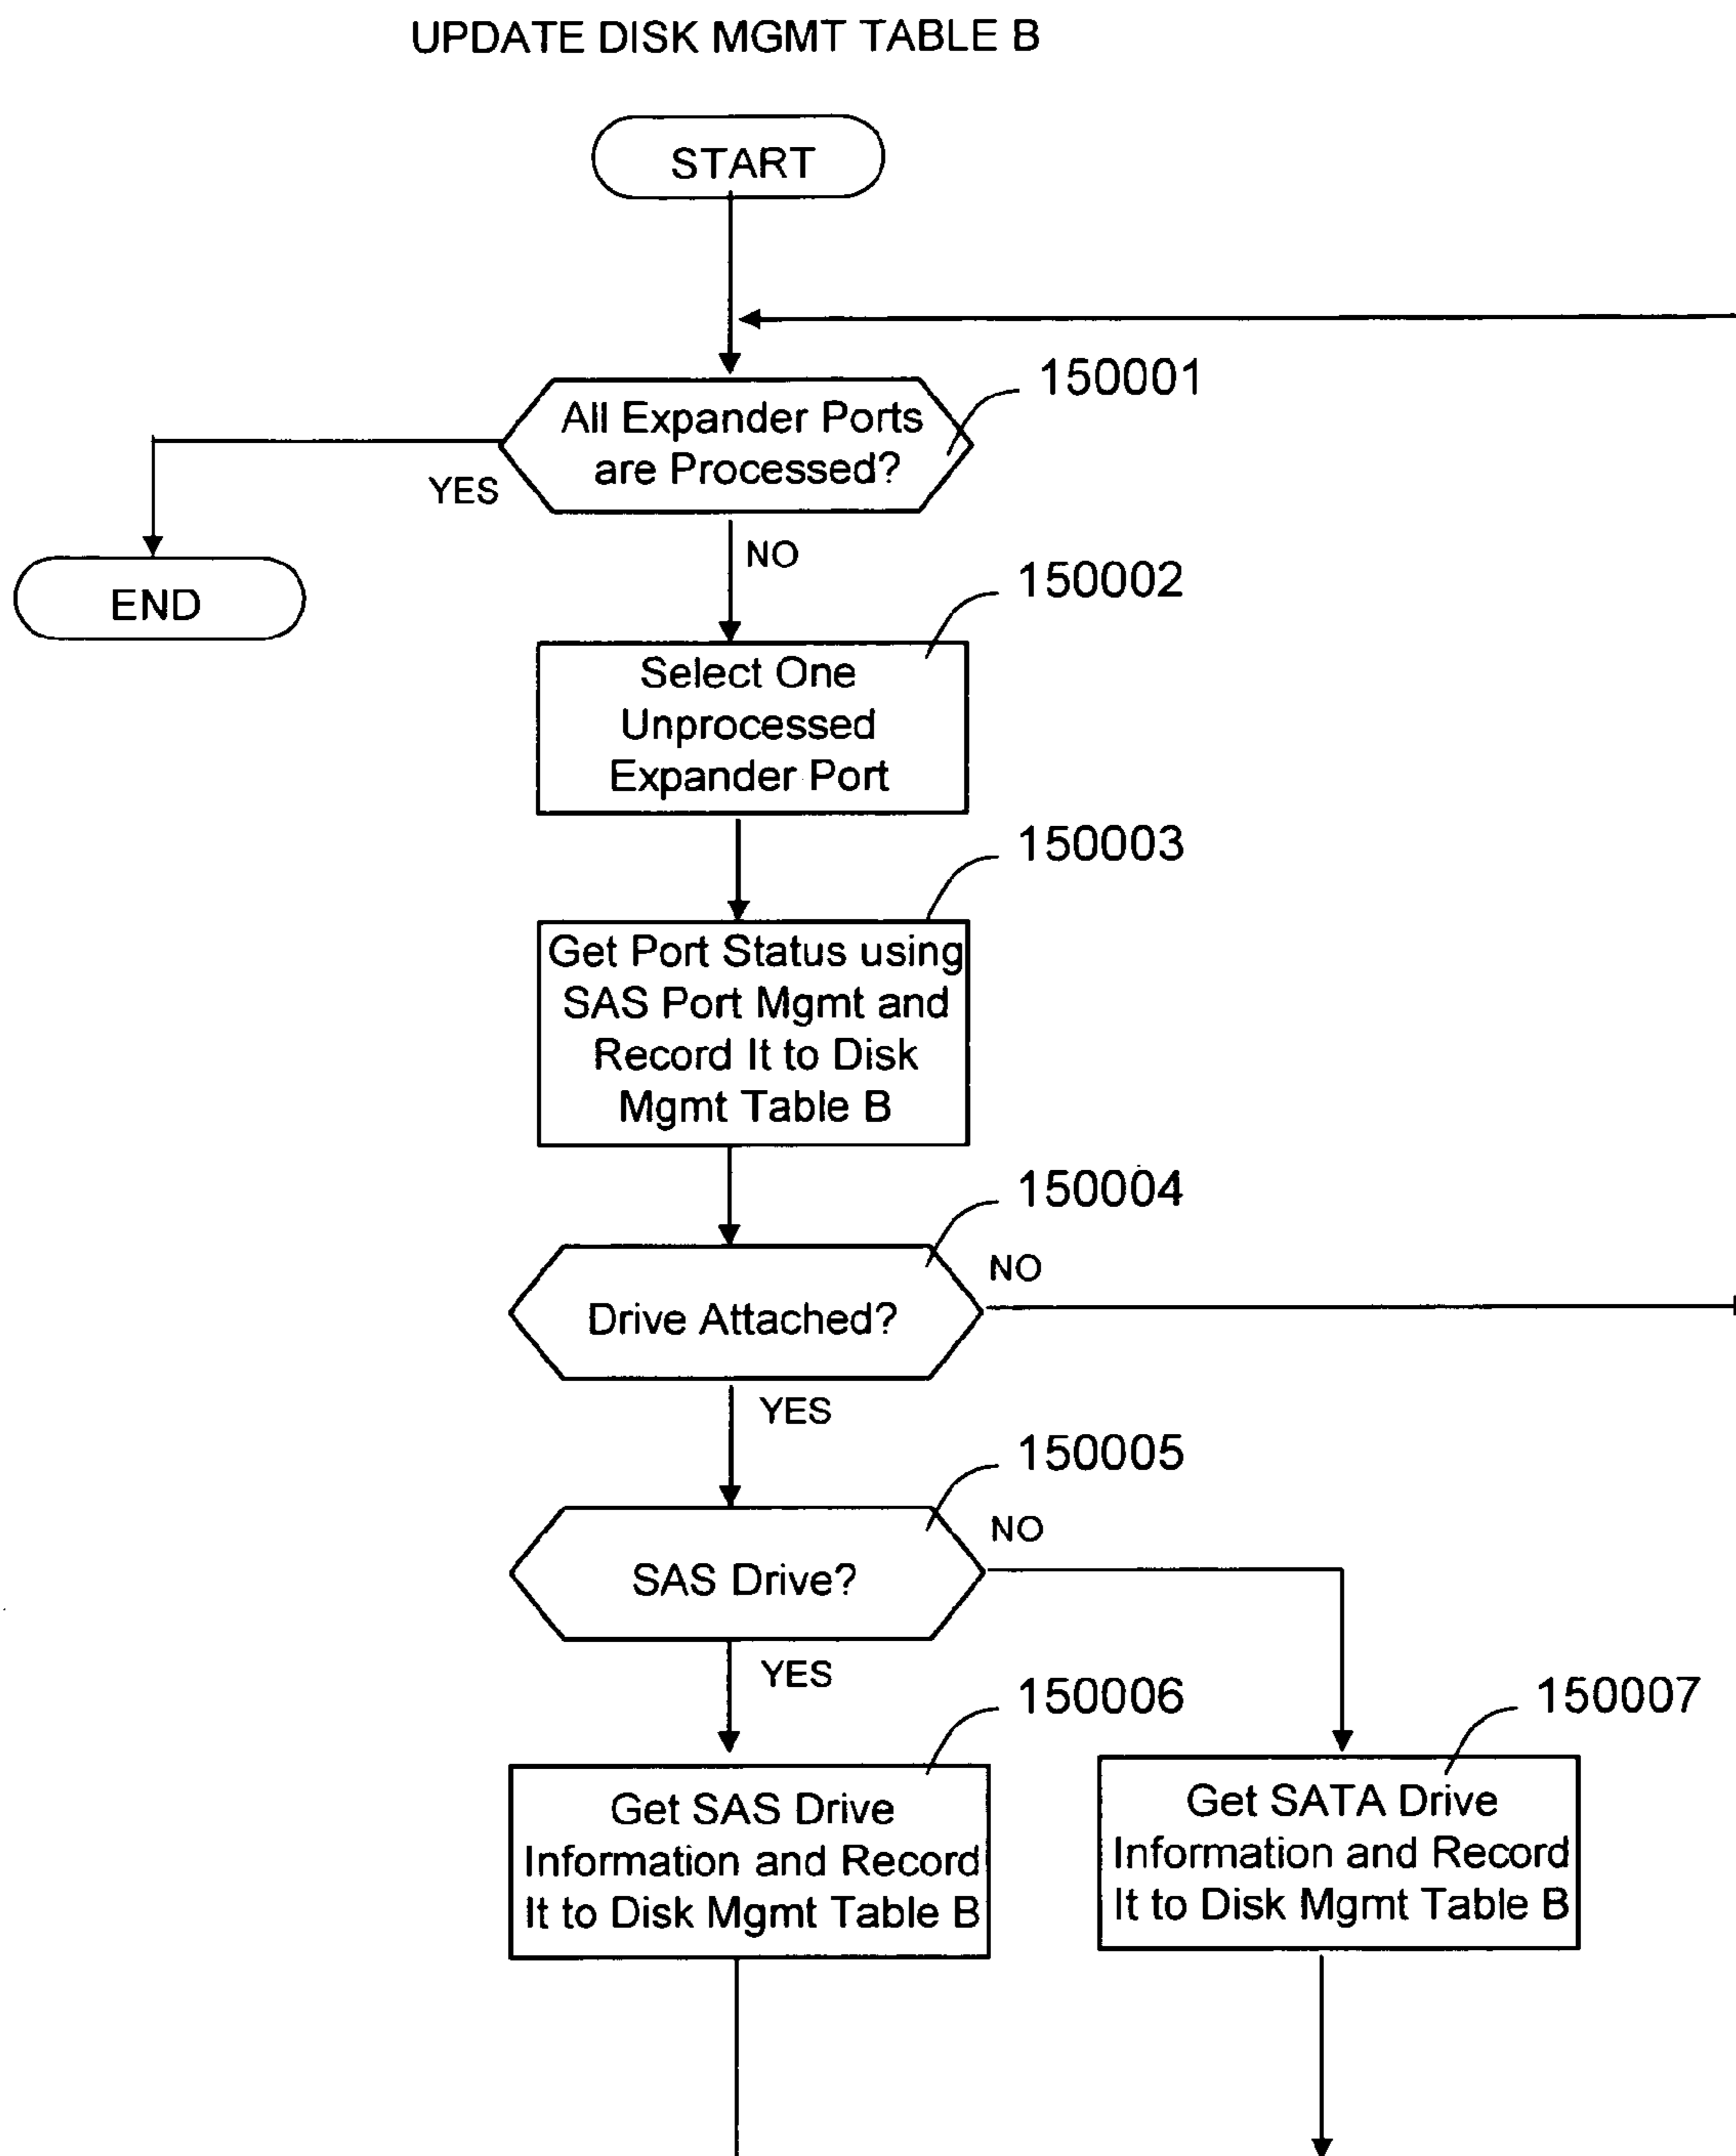 UPDATE DISK MGMT TABLE B
START
150001
All Expander Ports
are Processed?
YES
NO
END
150002
Select One
Unprocessed
Expander Port
150003
Get Port Status using
SAS Port Mgmt and
Record It to Disk
Mgmt Table B
150004
NO
Drive Attached?
YES
150005
NO
SAS Drive?
YES
150006
150007
Get SAS Drive
Information and Record
It to Disk Mgmt Table B
Get SATA Drive
Information and Record
It to Disk Mgmt Table B